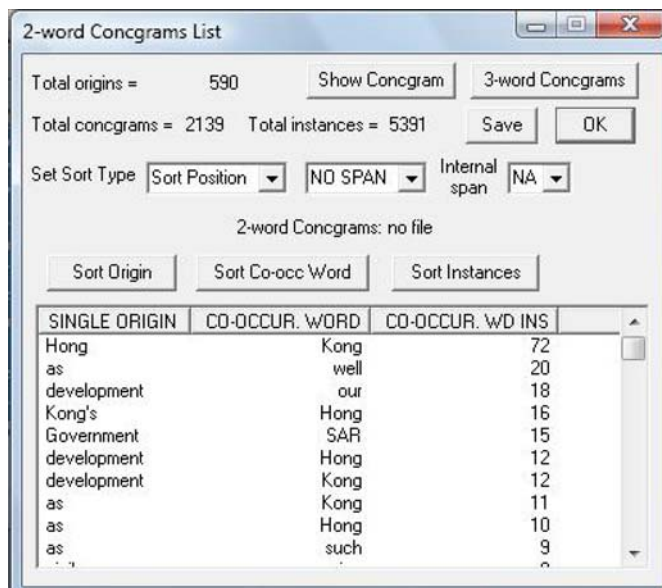 2-word Concgrams List
Total origins = 590 Show Concgram 3-word Concgrams
Total concgrams = 2139 Total instances = 5391 Save OK
Set Sort Type Sort Position NO SPAN Internal span NA
2-word Concgrams: no file
Sort Origin Sort Co-occ Word Sort Instances
SINGLE ORIGIN CO-OCCUR. WORD CO-OCCUR. WD INS
Hong Kong 72
as well 20
development our 18
Kong's Hong 16
Government SAR 15
development Hong 12
development Kong 12
as Kong 11
as Hong 10
as such 9